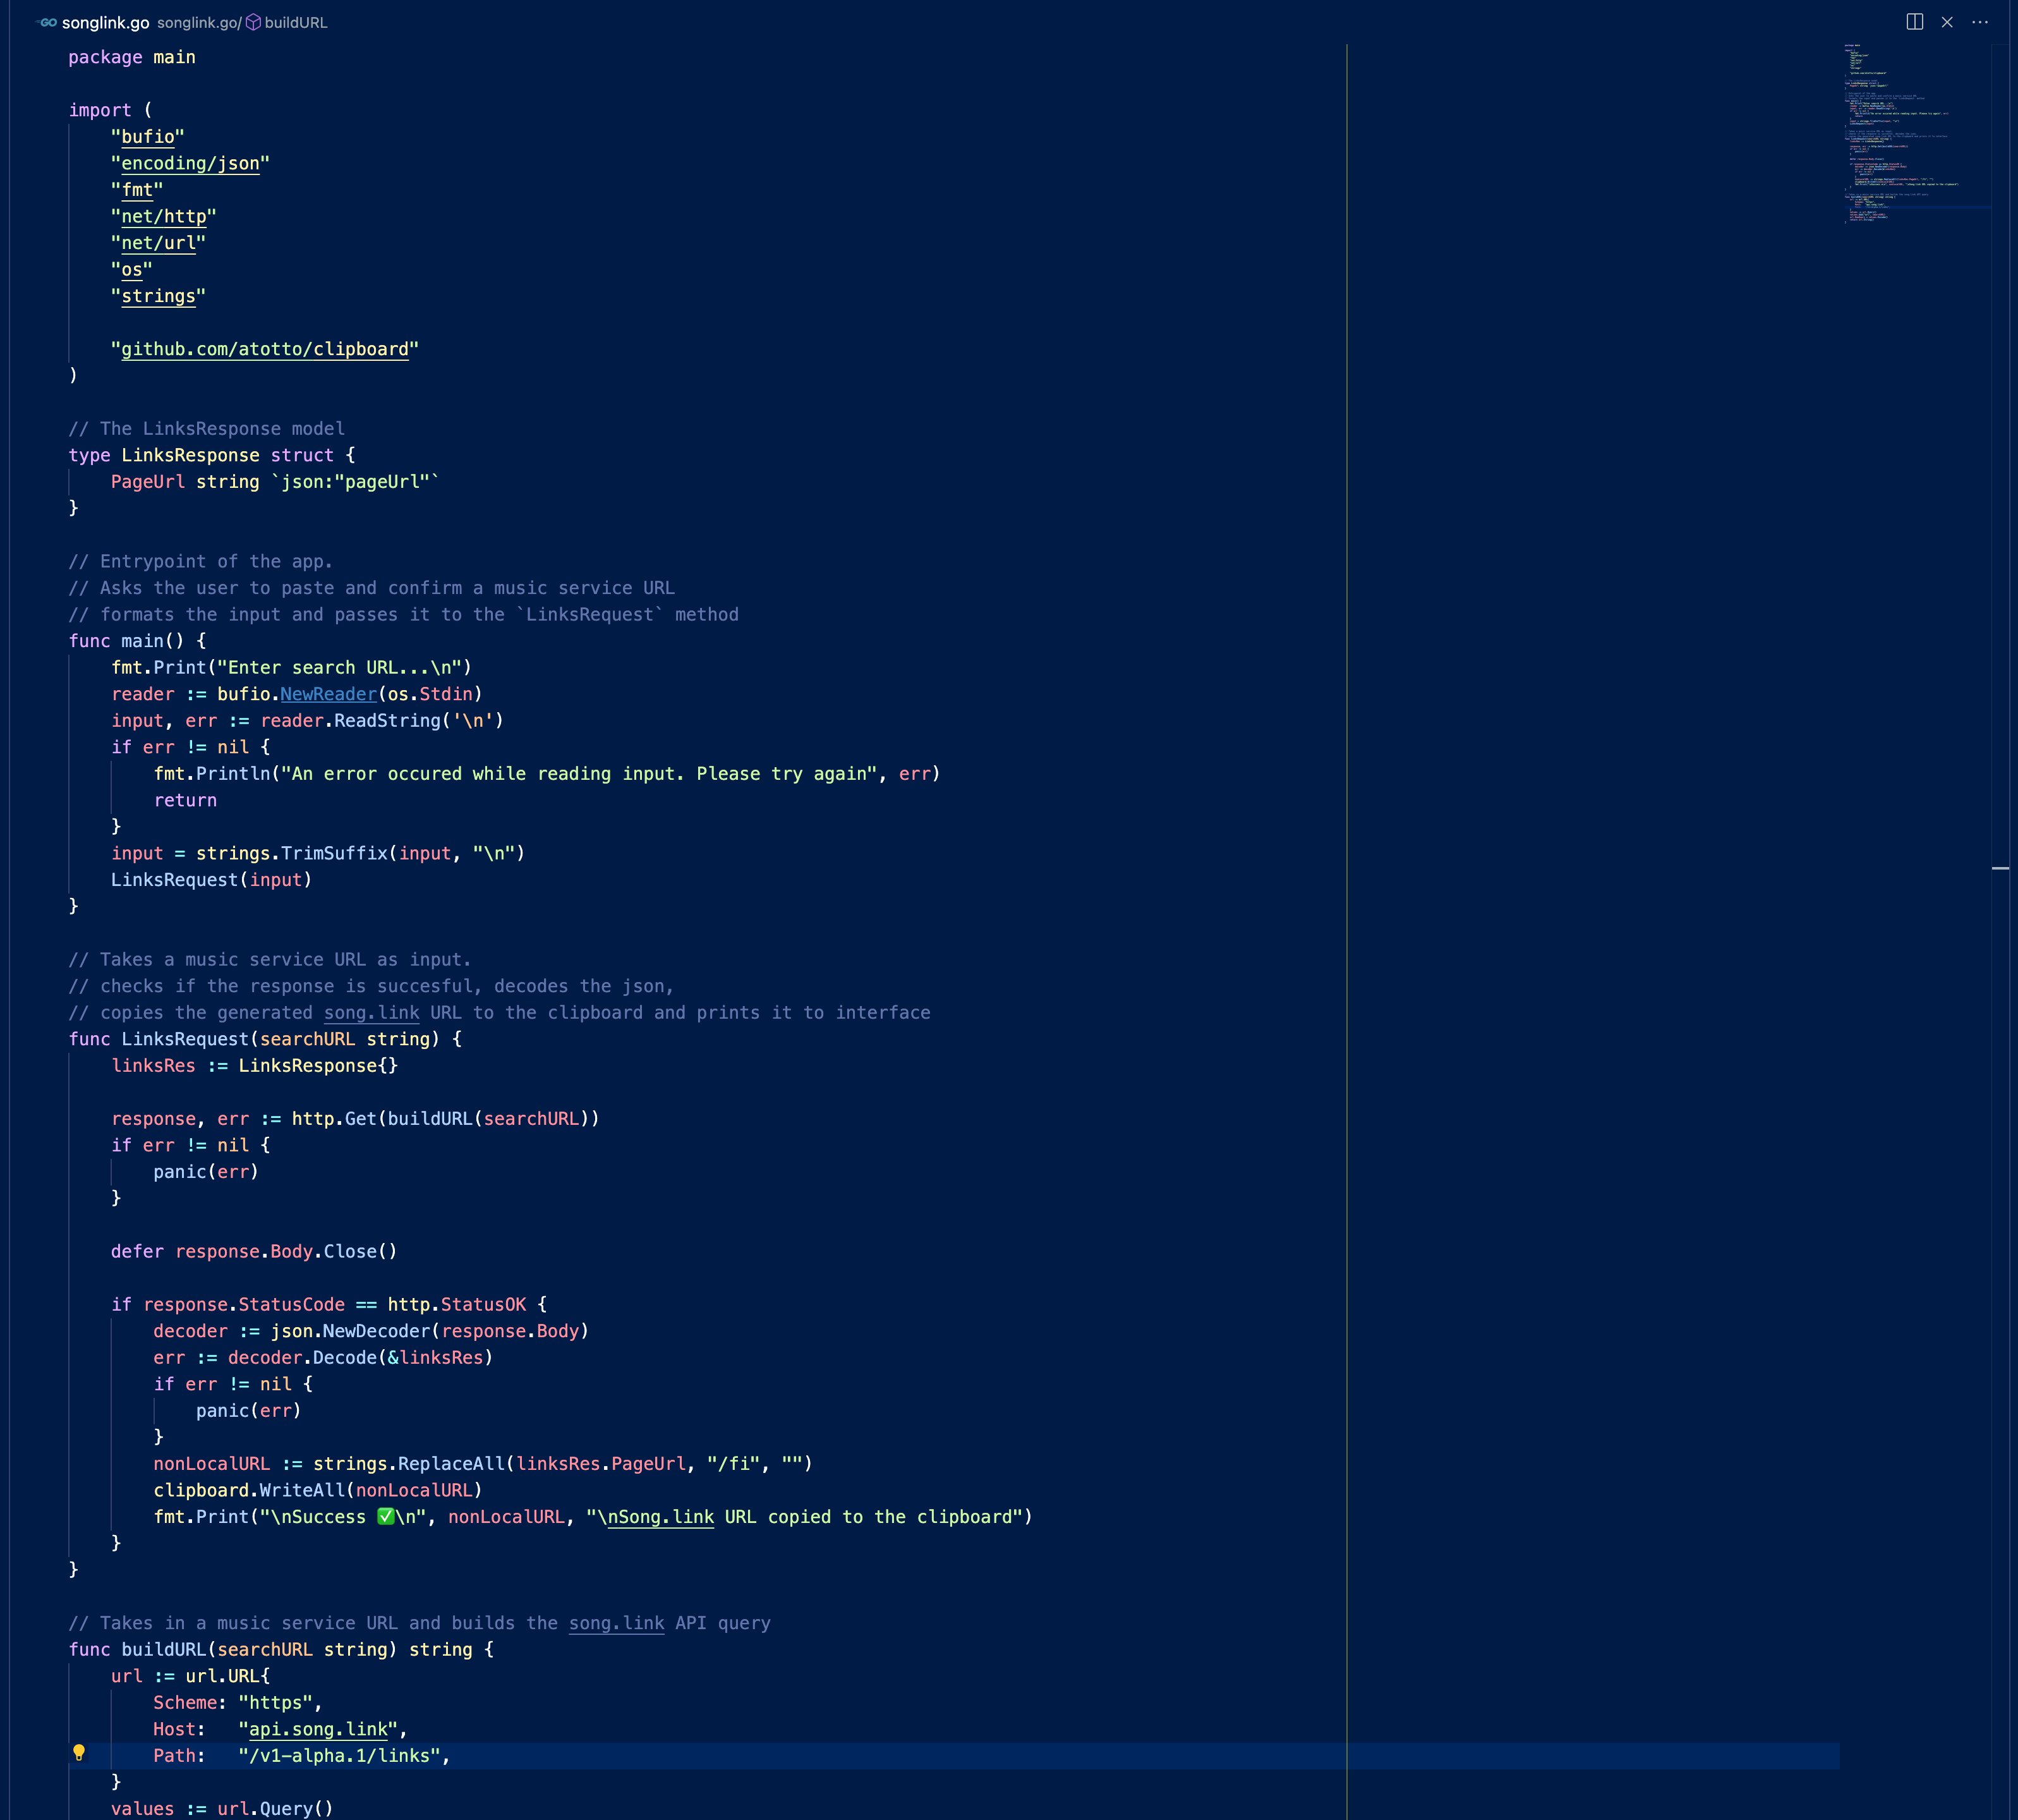 songlink.go songlink.go/ buildURL
package main
import (
"bufio"
"encoding/json"
"fmt"
"net/http"
"net/url"
"os"
"strings"
"github.com/atotto/clipboard"
)
// The LinksResponse model
type LinksResponse struct {
PageUrl string `json:"pageUrl"`
}
// Entrypoint of the app.
// Asks the user to paste and confirm a music service URL
// formats the input and passes it to the `LinksRequest` method
func main() {
fmt.Print("Enter search URL...\n")
reader := bufio.NewReader(os.Stdin)
input, err := reader.ReadString('\n')
if err != nil {
fmt.Println("An error occured while reading input. Please try again", err)
return
}
input = strings.TrimSuffix(input, "\n")
LinksRequest(input)
}
// Takes a music service URL as input.
// checks if the response is succesful, decodes the json,
// copies the generated song.link URL to the clipboard and prints it to interface
func LinksRequest(searchURL string) {
linksRes := LinksResponse{}
response, err := http.Get(buildURL(searchURL))
if err != nil {
panic(err)
}
defer response.Body.Close()
if response.StatusCode == http.StatusOK {
decoder := json.NewDecoder(response.Body)
err := decoder.Decode(&linksRes)
if err != nil {
panic(err)
}
nonLocalURL := strings.ReplaceAll(linksRes.PageUrl, "/fi", "")
clipboard.WriteAll(nonLocalURL)
fmt.Print("\nSuccess ✅\n", nonLocalURL, "\nSong.link URL copied to the clipboard")
}
}
// Takes in a music service URL and builds the song.link API query
func buildURL(searchURL string) string {
url := url.URL{
Scheme: "https",
Host: "api.song.link",
Path: "/v1-alpha.1/links",
}
values := url.Query()